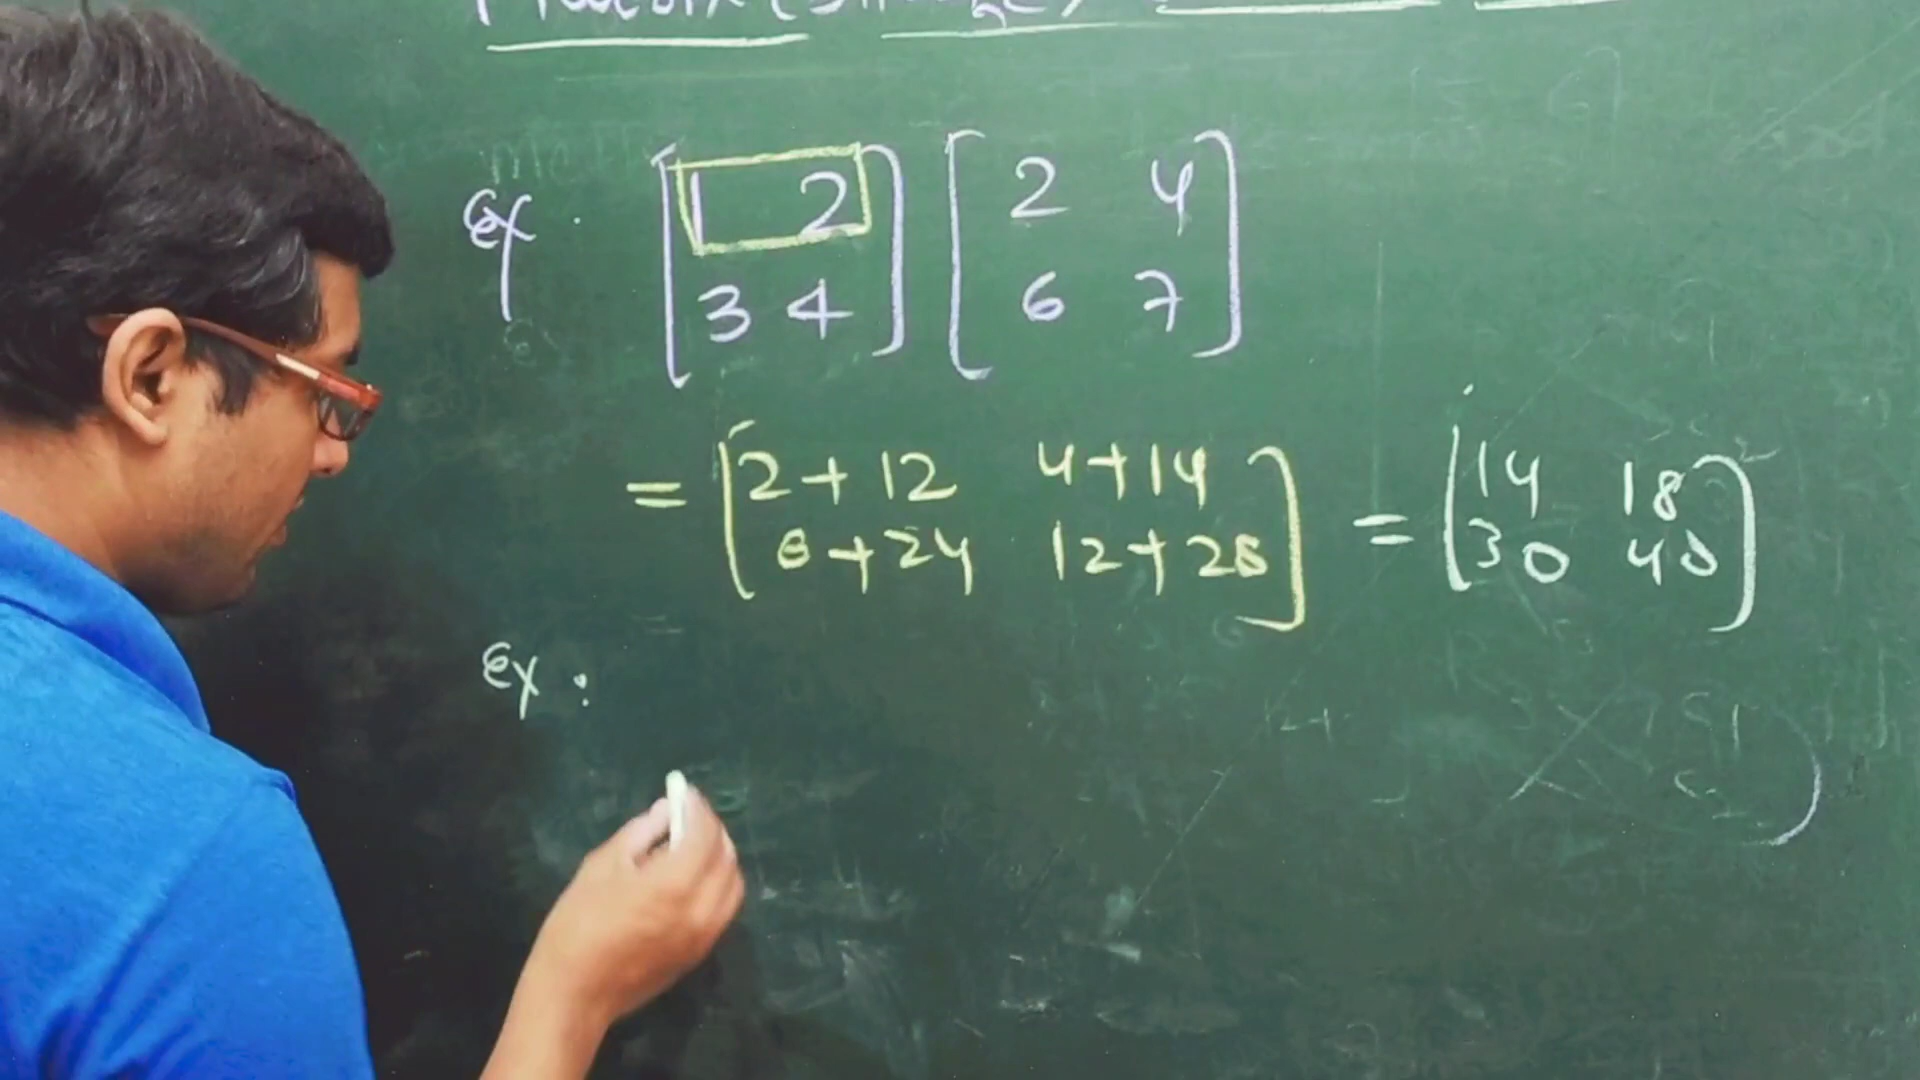 ex. [1 2] [2 4]
[3 4] [6 7]
= [2+12 4+14] = [14 18]
[6+24 12+28] [30 40]
ex.